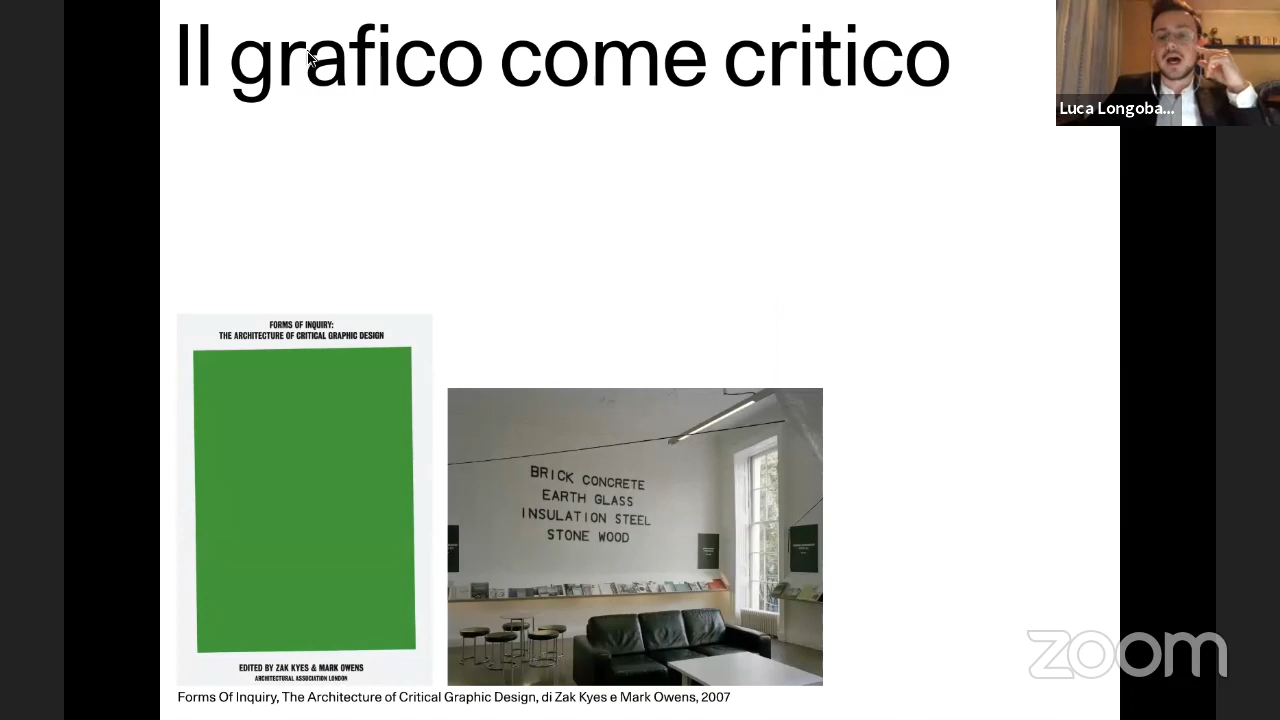 Il grafico come critico
Luca Longoba...
FORMS OF INQUIRY:
THE ARCHITECTURE OF CRITICAL GRAPHIC DESIGN
BRICK CONCRETE
EARTH GLASS
INSULATION STEEL
STONE WOOD
EDITED BY ZAK KYES & MARK OWENS
ARCHITECTURAL ASSOCIATION LONDON
Forms Of Inquiry, The Architecture of Critical Graphic Design, di Zak Kyes e Mark Owens, 2007
zoom